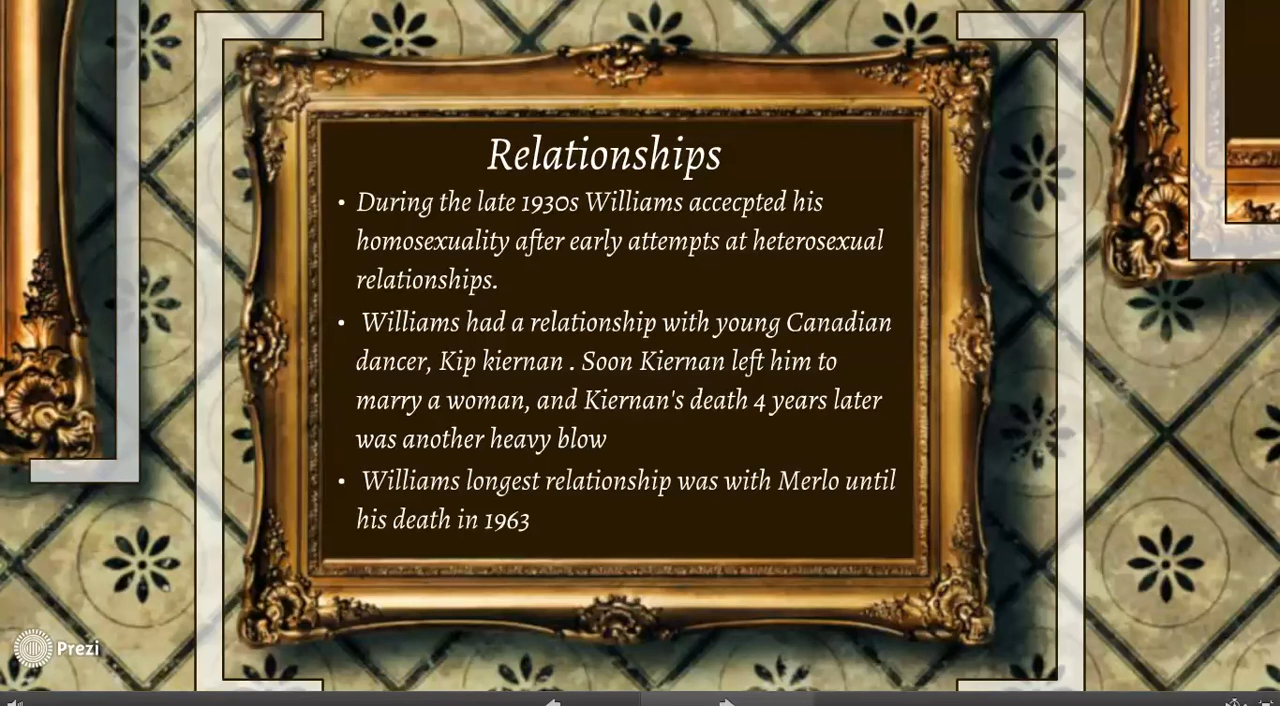 Relationships
• During the late 1930s Williams accecpted his
homosexuality after early attempts at heterosexual
relationships.
• Williams had a relationship with young Canadian
dancer, Kip kiernan . Soon Kiernan left him to
marry a woman, and Kiernan's death 4 years later
was another heavy blow
• Williams longest relationship was with Merlo until
his death in 1963
Prezi